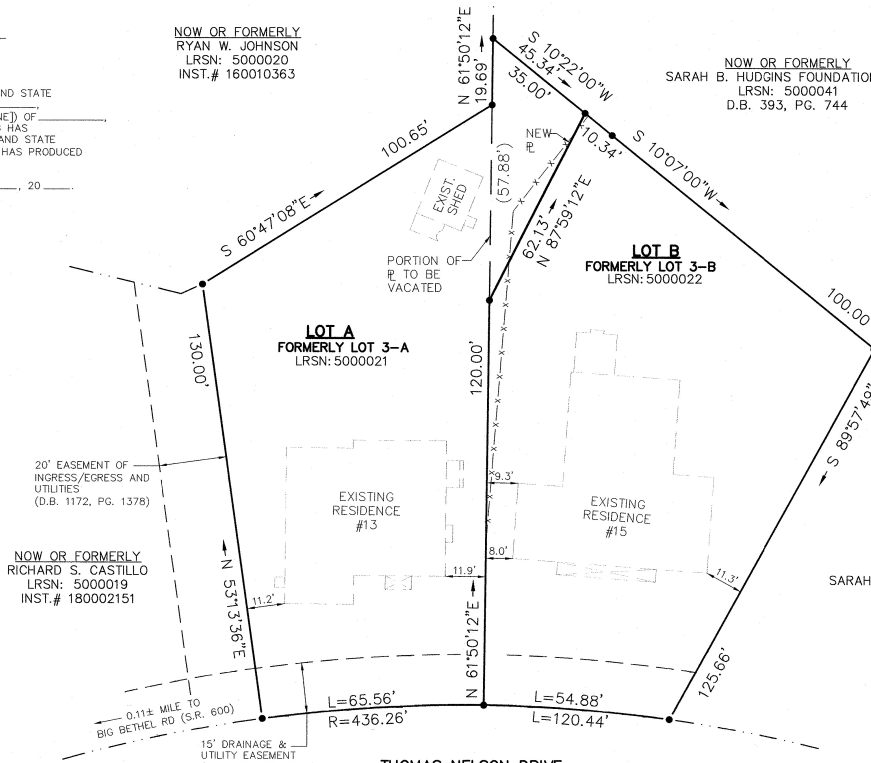 ND STATE
NE]) OF
HAS
AND STATE
HAS PRODUCED
, 20
NOW OR FORMERLY
RYAN W. JOHNSON
LRSN: 5000020
INST.# 160010363
N 61°50'12"E
19.69'
S 10°22'00"W
45.34'
35.00'
NOW OR FORMERLY
SARAH B. HUDGINS FOUNDATIO
LRSN: 5000041
D.B. 393, PG. 744
100.65'
S 60°47'08"E
NEW
℄
10.34'
S 10°07'00"W
(57.88')
EXIST.
SHED
62.13'
N 87°59'12"E
PORTION OF
℄ TO BE
VACATED
LOT B
FORMERLY LOT 3-B
LRSN: 5000022
100.00
LOT A
FORMERLY LOT 3-A
LRSN: 5000021
130.00'
120.00'
S 89°57'49"
20' EASEMENT OF
INGRESS/EGRESS AND
UTILITIES
(D.B. 1172, PG. 1378)
EXISTING
RESIDENCE
#13
9.3'
EXISTING
RESIDENCE
#15
8.0'
NOW OR FORMERLY
RICHARD S. CASTILLO
LRSN: 5000019
INST.# 180002151
N 53°13'36"E
11.2'
11.9'
11.3'
SARAH
N 61°50'12"E
125.66'
0.11± MILE TO
BIG BETHEL RD (S.R. 600)
L=65.56'
R=436.26'
L=54.88'
L=120.44'
15' DRAINAGE &
UTILITY EASEMENT
THOMAS NELSON DRIVE